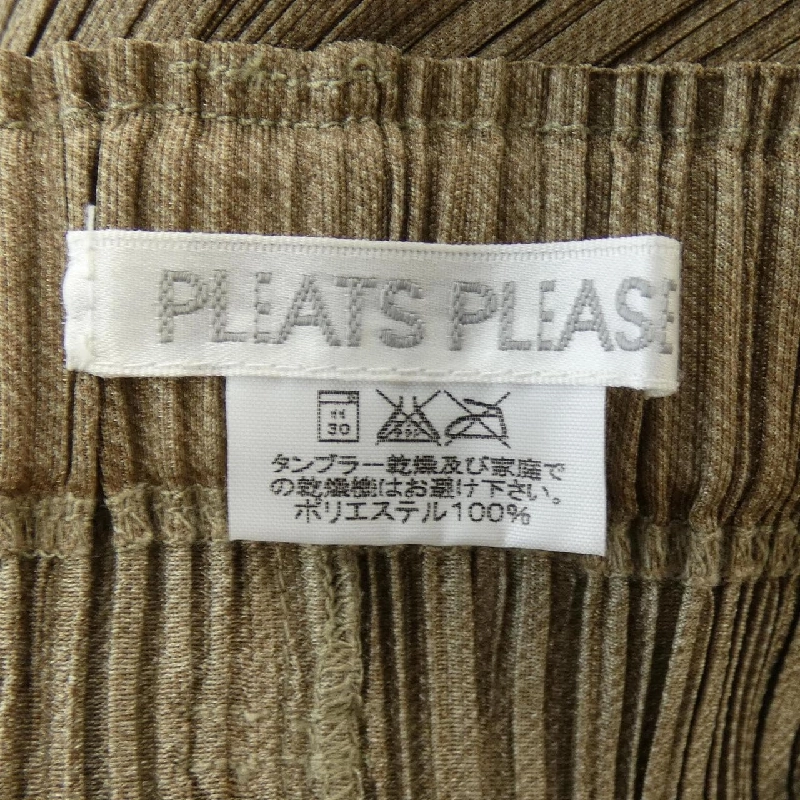 PLEATS PLEASE
30
タンブラー乾燥及び家庭で
の乾燥機はお避け下さい。
ポリエステル100%